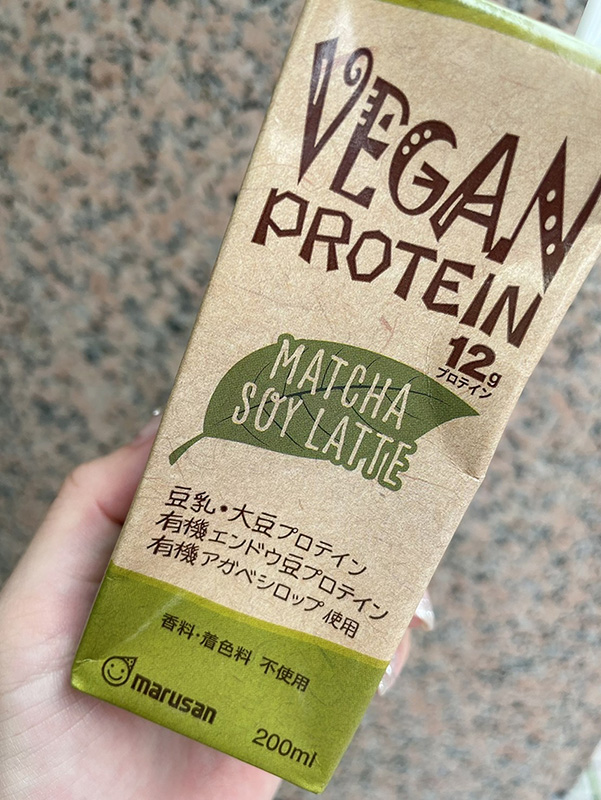 VEGAN
PROTEIN
12g
プロテイン
MATCHA
SOY LATTE
豆乳・大豆プロテイン
有機エンドウ豆プロテイン
有機アガベシロップ使用
香料・着色料 不使用
marusan
200ml